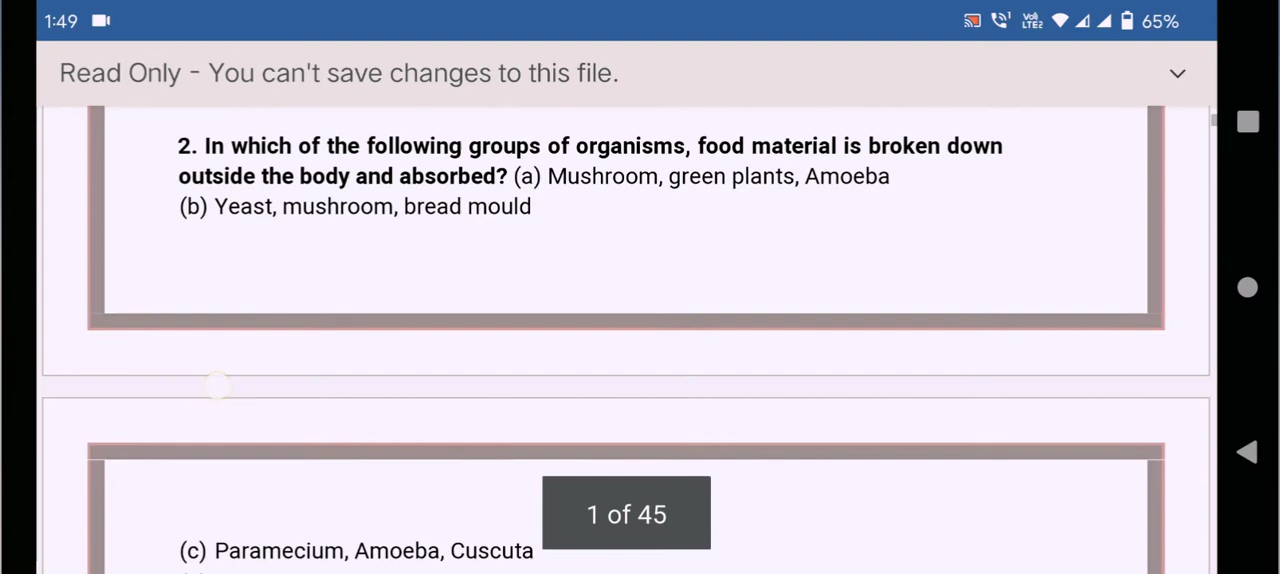 1:49 65%
VoD LTE2
Read Only - You can't save changes to this file.
2. In which of the following groups of organisms, food material is broken down
outside the body and absorbed? (a) Mushroom, green plants, Amoeba
(b) Yeast, mushroom, bread mould
1 of 45
(c) Paramecium, Amoeba, Cuscuta